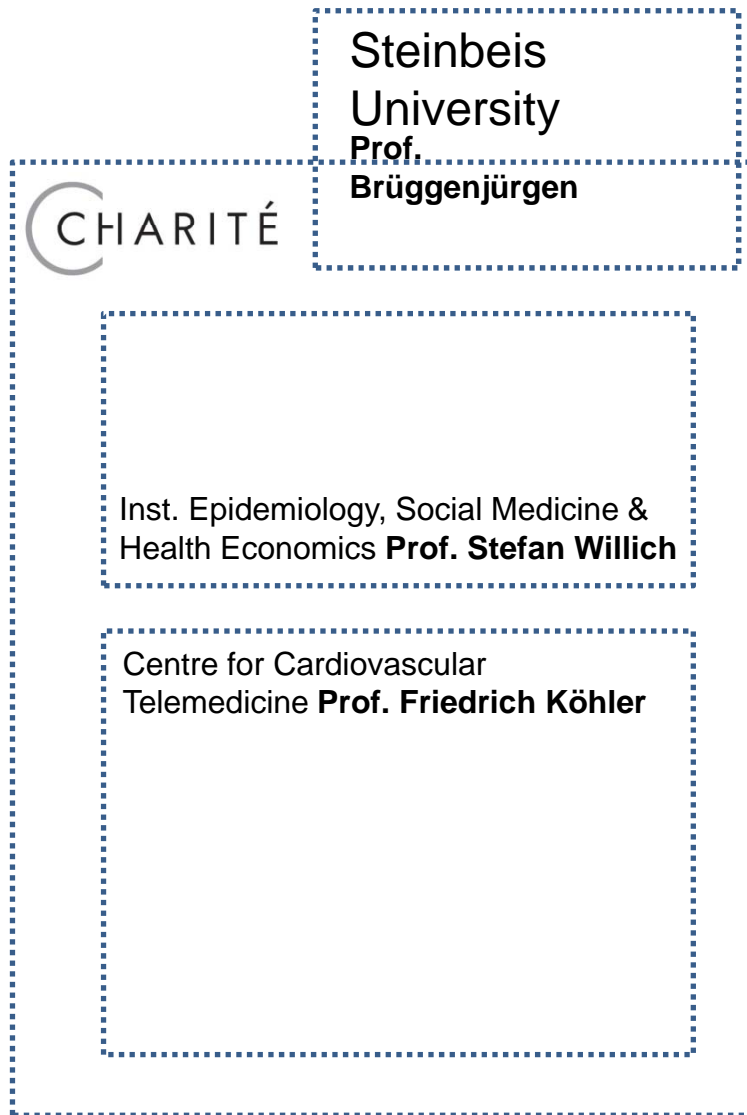 Steinbeis
University
Prof.
Brüggenjürgen
CHARITÉ
Inst. Epidemiology, Social Medicine &
Health Economics Prof. Stefan Willich
Centre for Cardiovascular
Telemedicine Prof. Friedrich Köhler